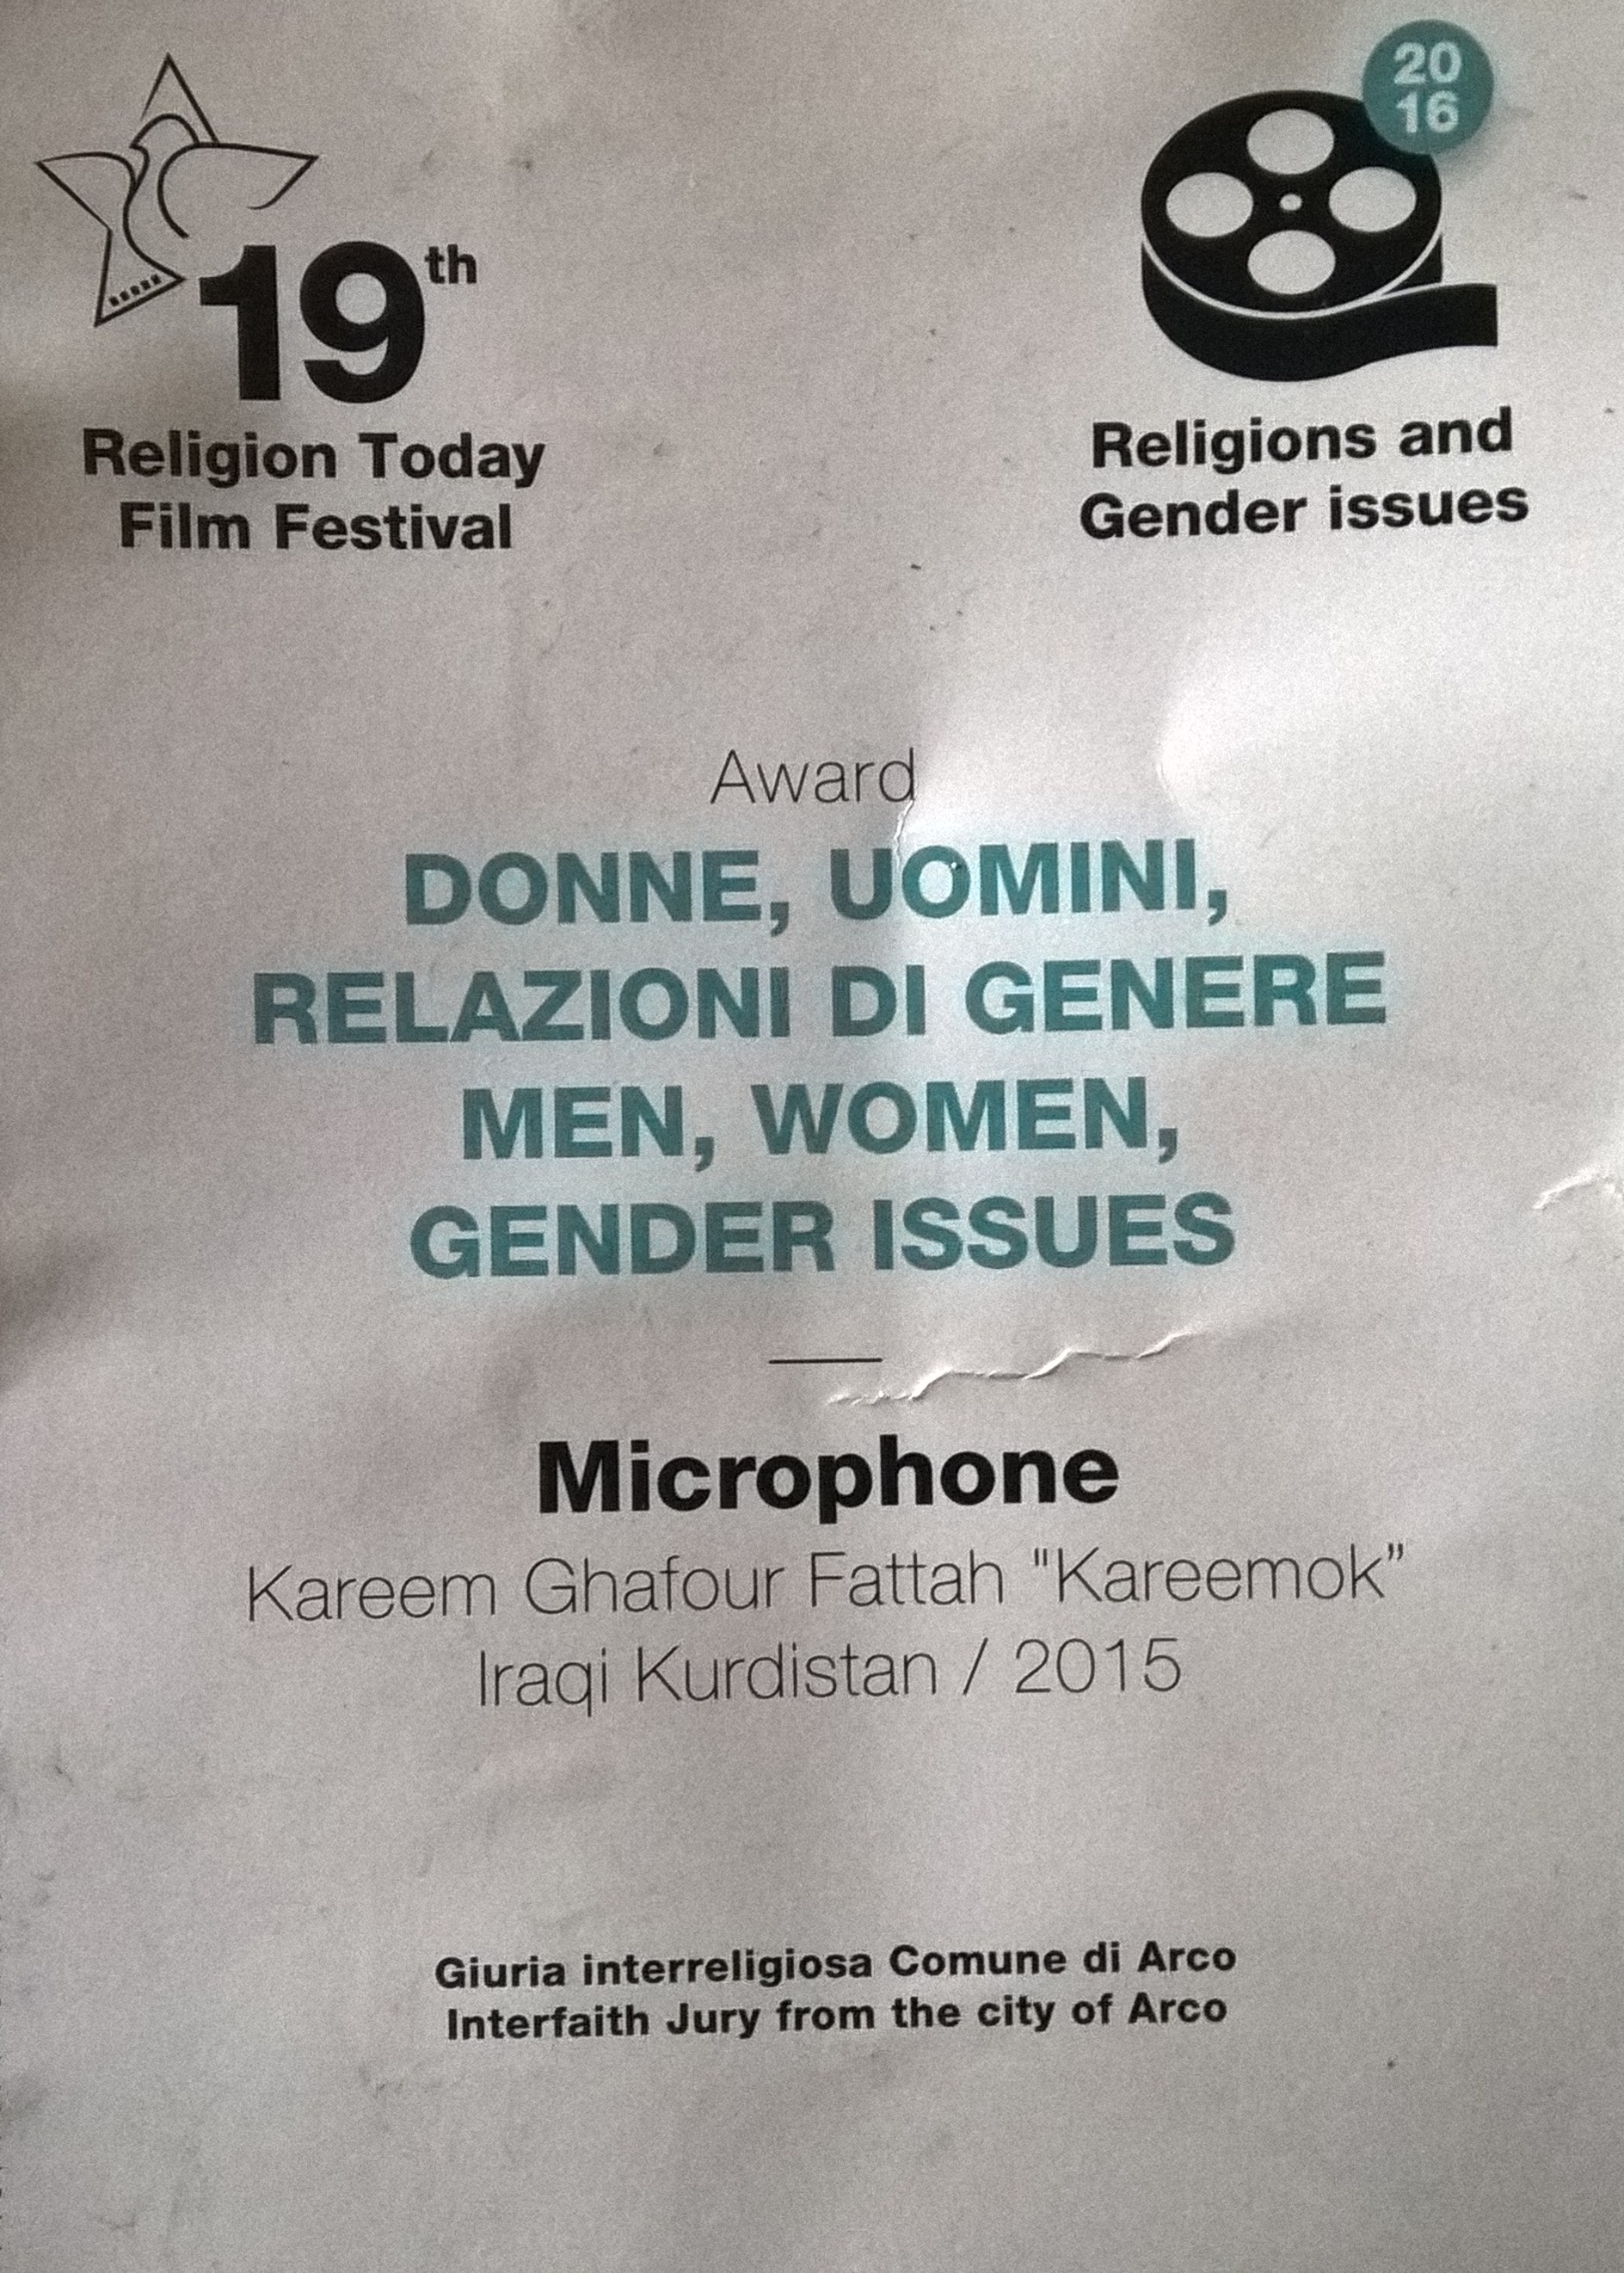 19th
Religion Today
Film Festival
20
16
Religions and
Gender issues
Award
DONNE, UOMINI,
RELAZIONI DI GENERE
MEN, WOMEN,
GENDER ISSUES
Microphone
Kareem Ghafour Fattah "Kareemok”
Iraqi Kurdistan / 2015
Giuria interreligiosa Comune di Arco
Interfaith Jury from the city of Arco